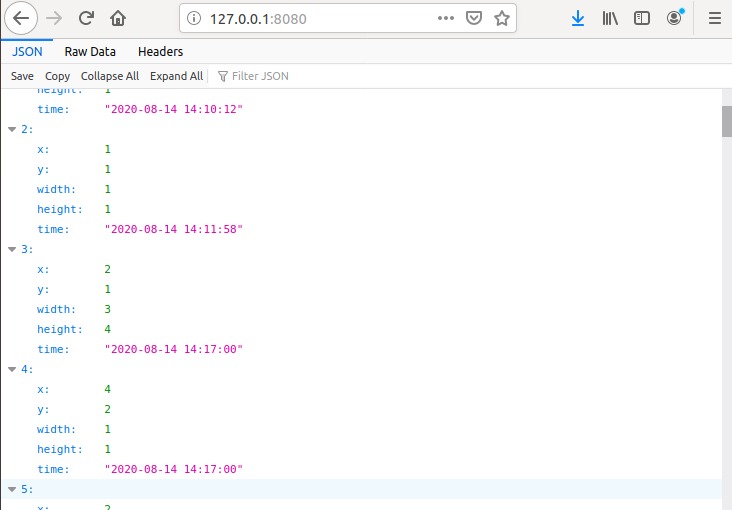 127.0.0.1:8080
JSON Raw Data Headers
Save Copy Collapse All Expand All Filter JSON
height: 1
time: "2020-08-14 14:10:12"
2:
x: 1
y: 1
width: 1
height: 1
time: "2020-08-14 14:11:58"
3:
x: 2
y: 1
width: 3
height: 4
time: "2020-08-14 14:17:00"
4:
x: 4
y: 2
width: 1
height: 1
time: "2020-08-14 14:17:00"
5:
x: 2